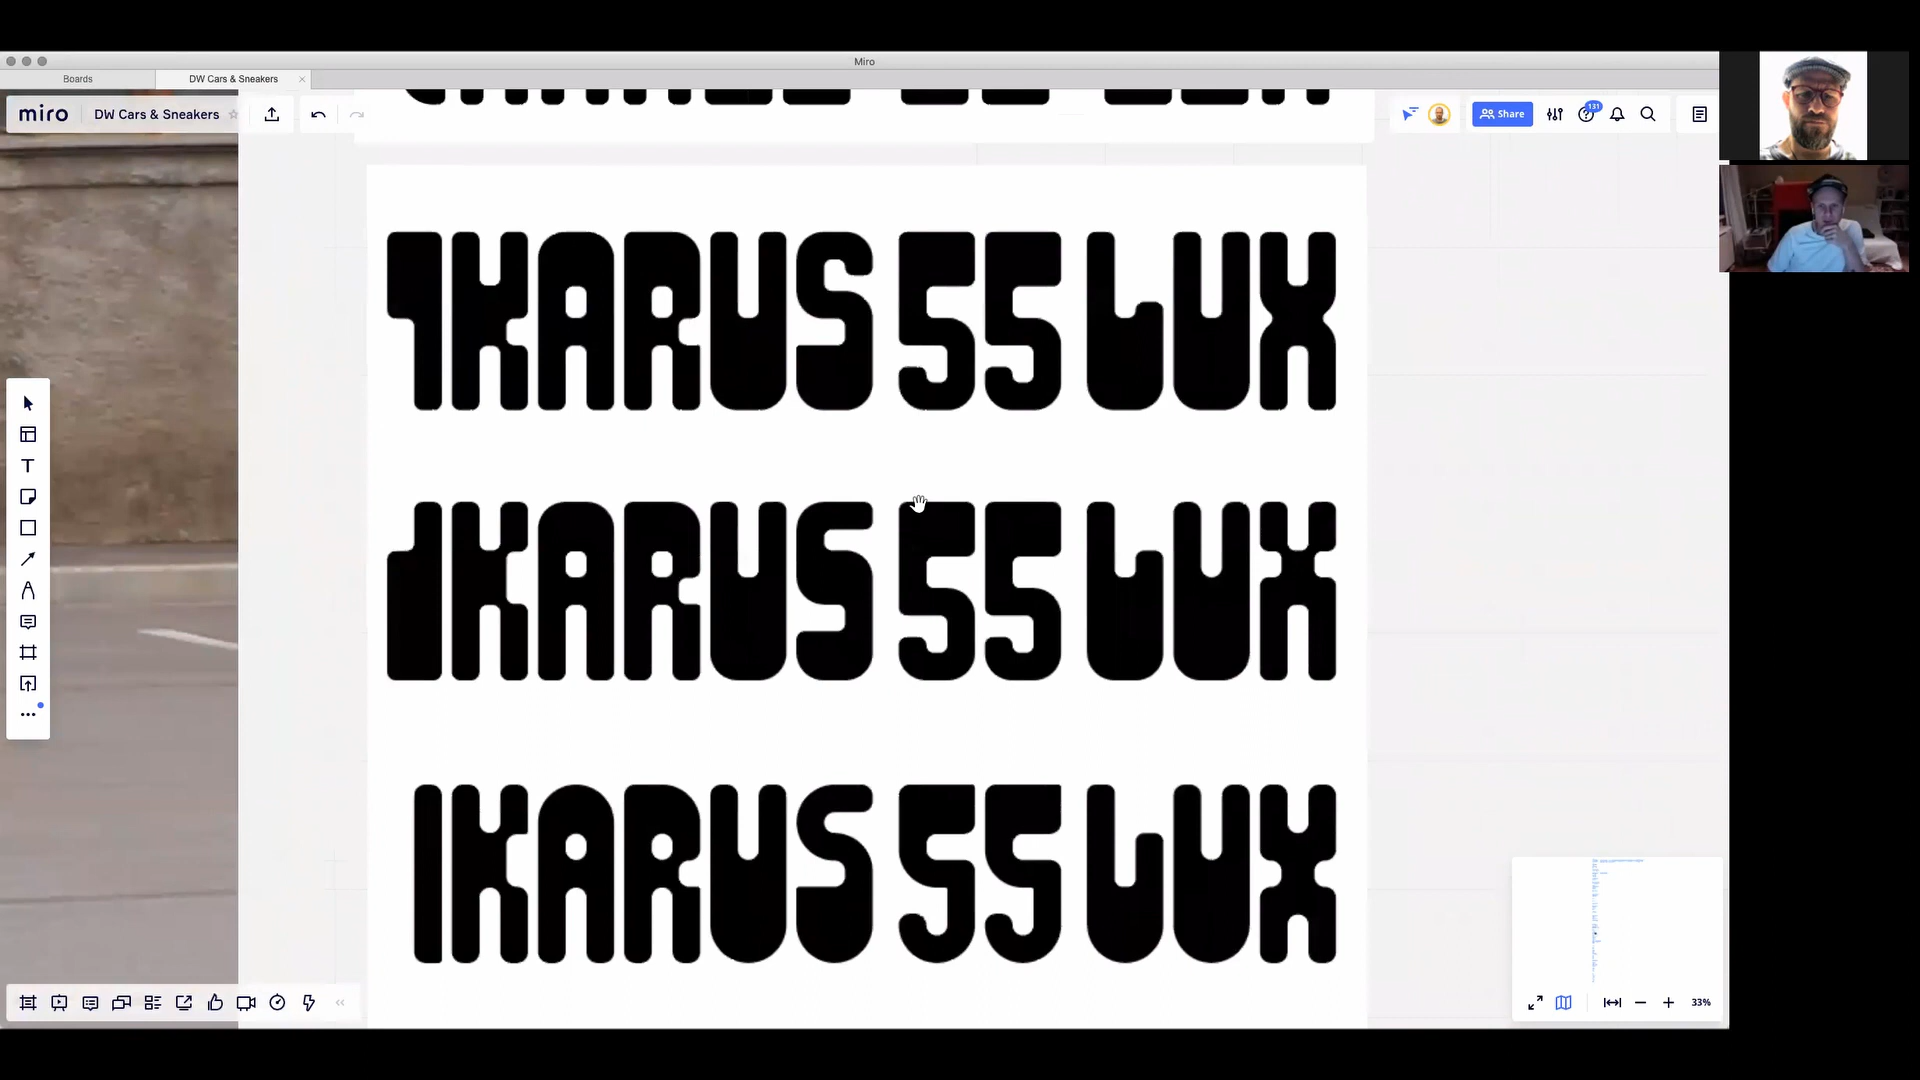 Miro
Boards
DW Cars & Sneakers
miro
DW Cars & Sneakers
Share
131
IKARUS 55 LUX
IKARUS 55 LUX
IKARUS 55 LUX
T
33%